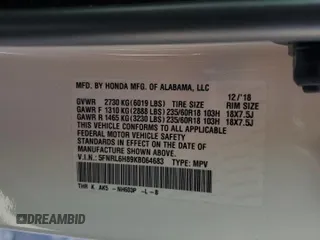 MFD. BY HONDA MFG. OF ALABAMA, LLC 12/'18
GVWR 2730 KG (6019 LBS) TIRE SIZE RIM SIZE
GAWR F 1310 KG (2888 LBS) 235/60R18 103H 18X7.5J
GAWR R 1465 KG (3230 LBS) 235/60R18 103H 18X7.5J
THIS VEHICLE CONFORMS TO ALL APPLICABLE
FEDERAL MOTOR VEHICLE SAFETY
STANDARDS IN EFFECT ON THE DATE OF
MANUFACTURE SHOWN ABOVE.
V.I.N.: 5FNRL6H89KB064683 TYPE: MPV
THR K AK5 -NH603P -L -B